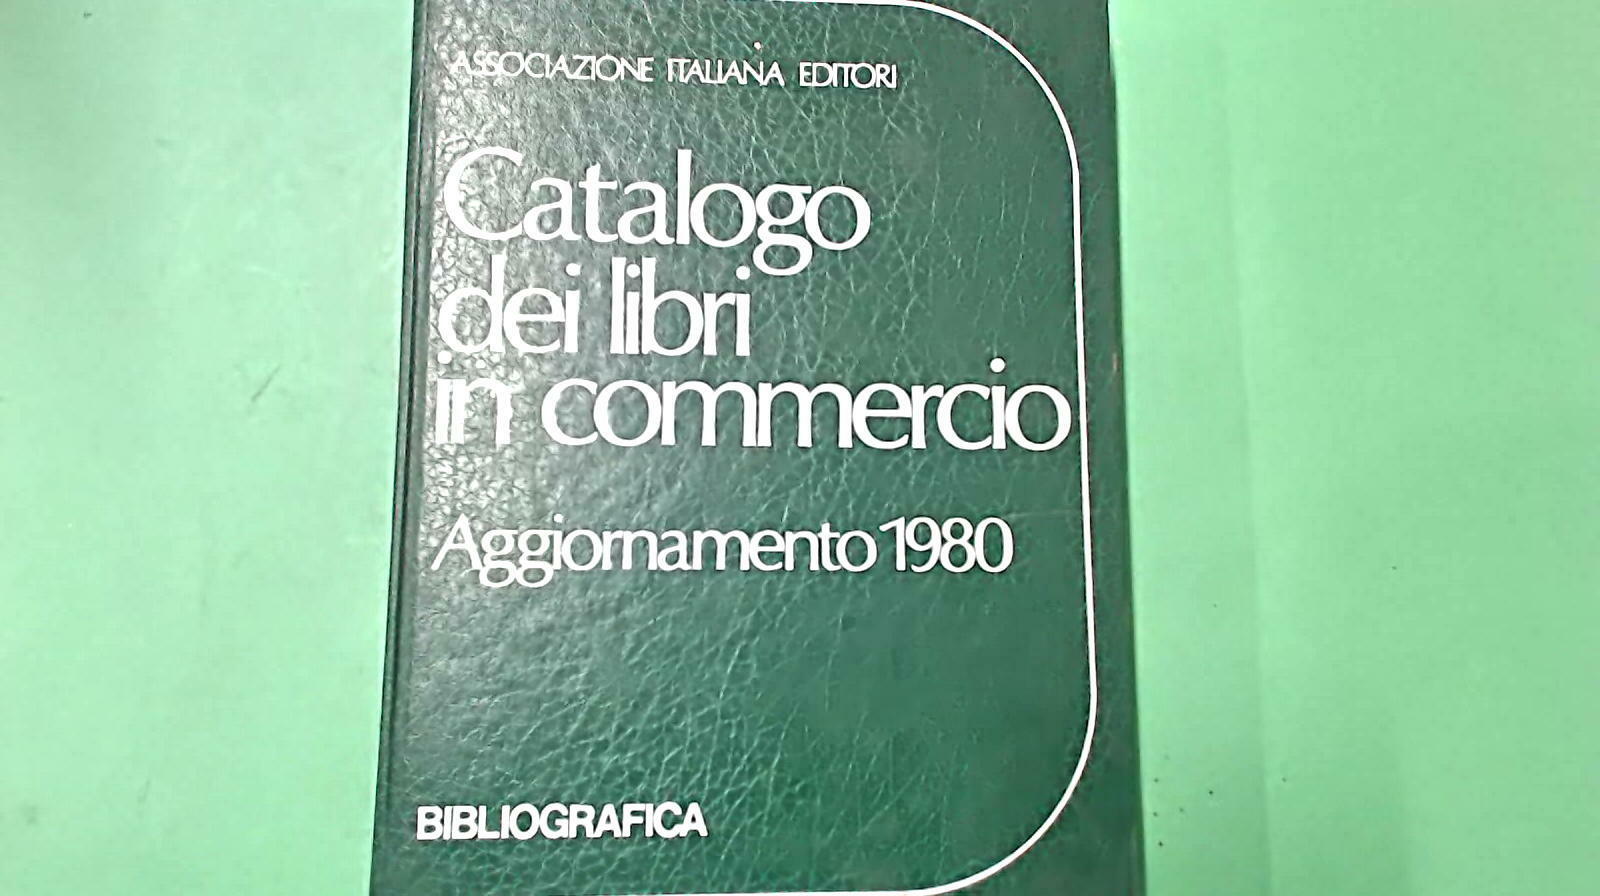 ASSOCIAZIONE ITALIANA EDITORI
Catalogo
dei libri
in commercio
Aggiornamento 1980
BIBLIOGRAFICA